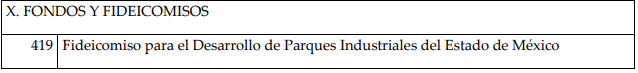 X. FONDOS Y FIDEICOMISOS
419 Fideicomiso para el Desarrollo de Parques Industriales del Estado de México